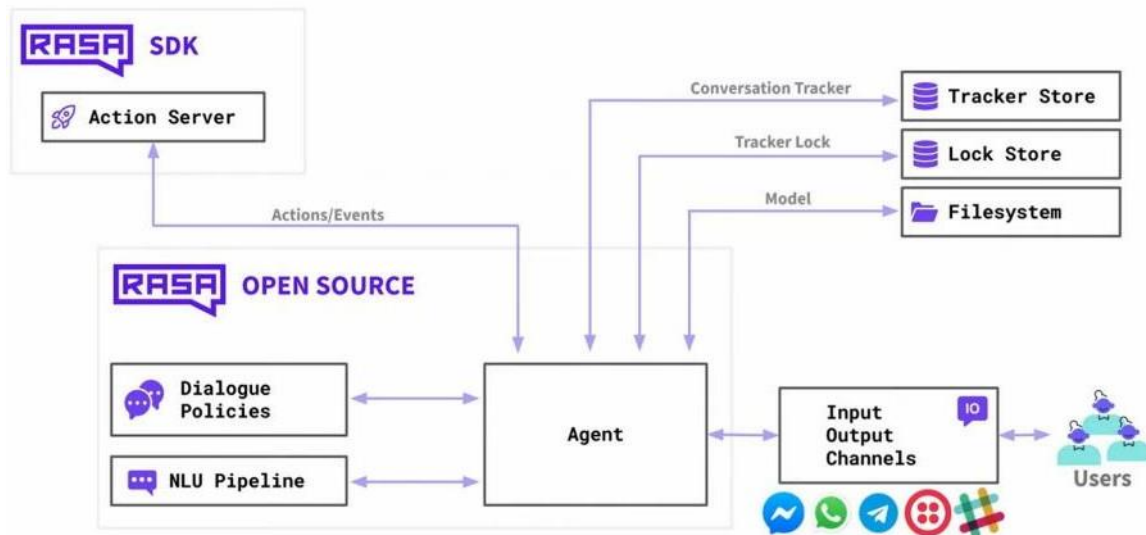 RASA SDK
Action Server
Conversation Tracker
Tracker Store
Tracker Lock
Lock Store
Model
Filesystem
Actions/Events
RASA OPEN SOURCE
Dialogue
Policies
NLU Pipeline
Agent
Input
Output
Channels
IO
Users